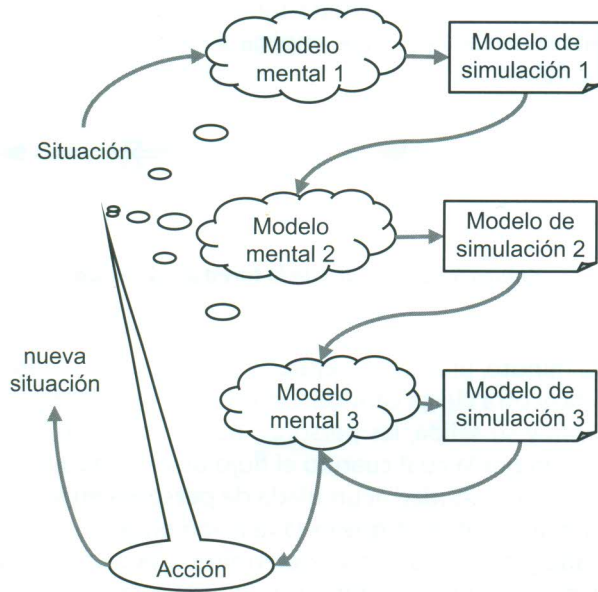 Modelo
mental 1
Modelo de
simulación 1
Situación
Modelo
mental 2
Modelo de
simulación 2
nueva
situación
Modelo
mental 3
Modelo de
simulación 3
Acción